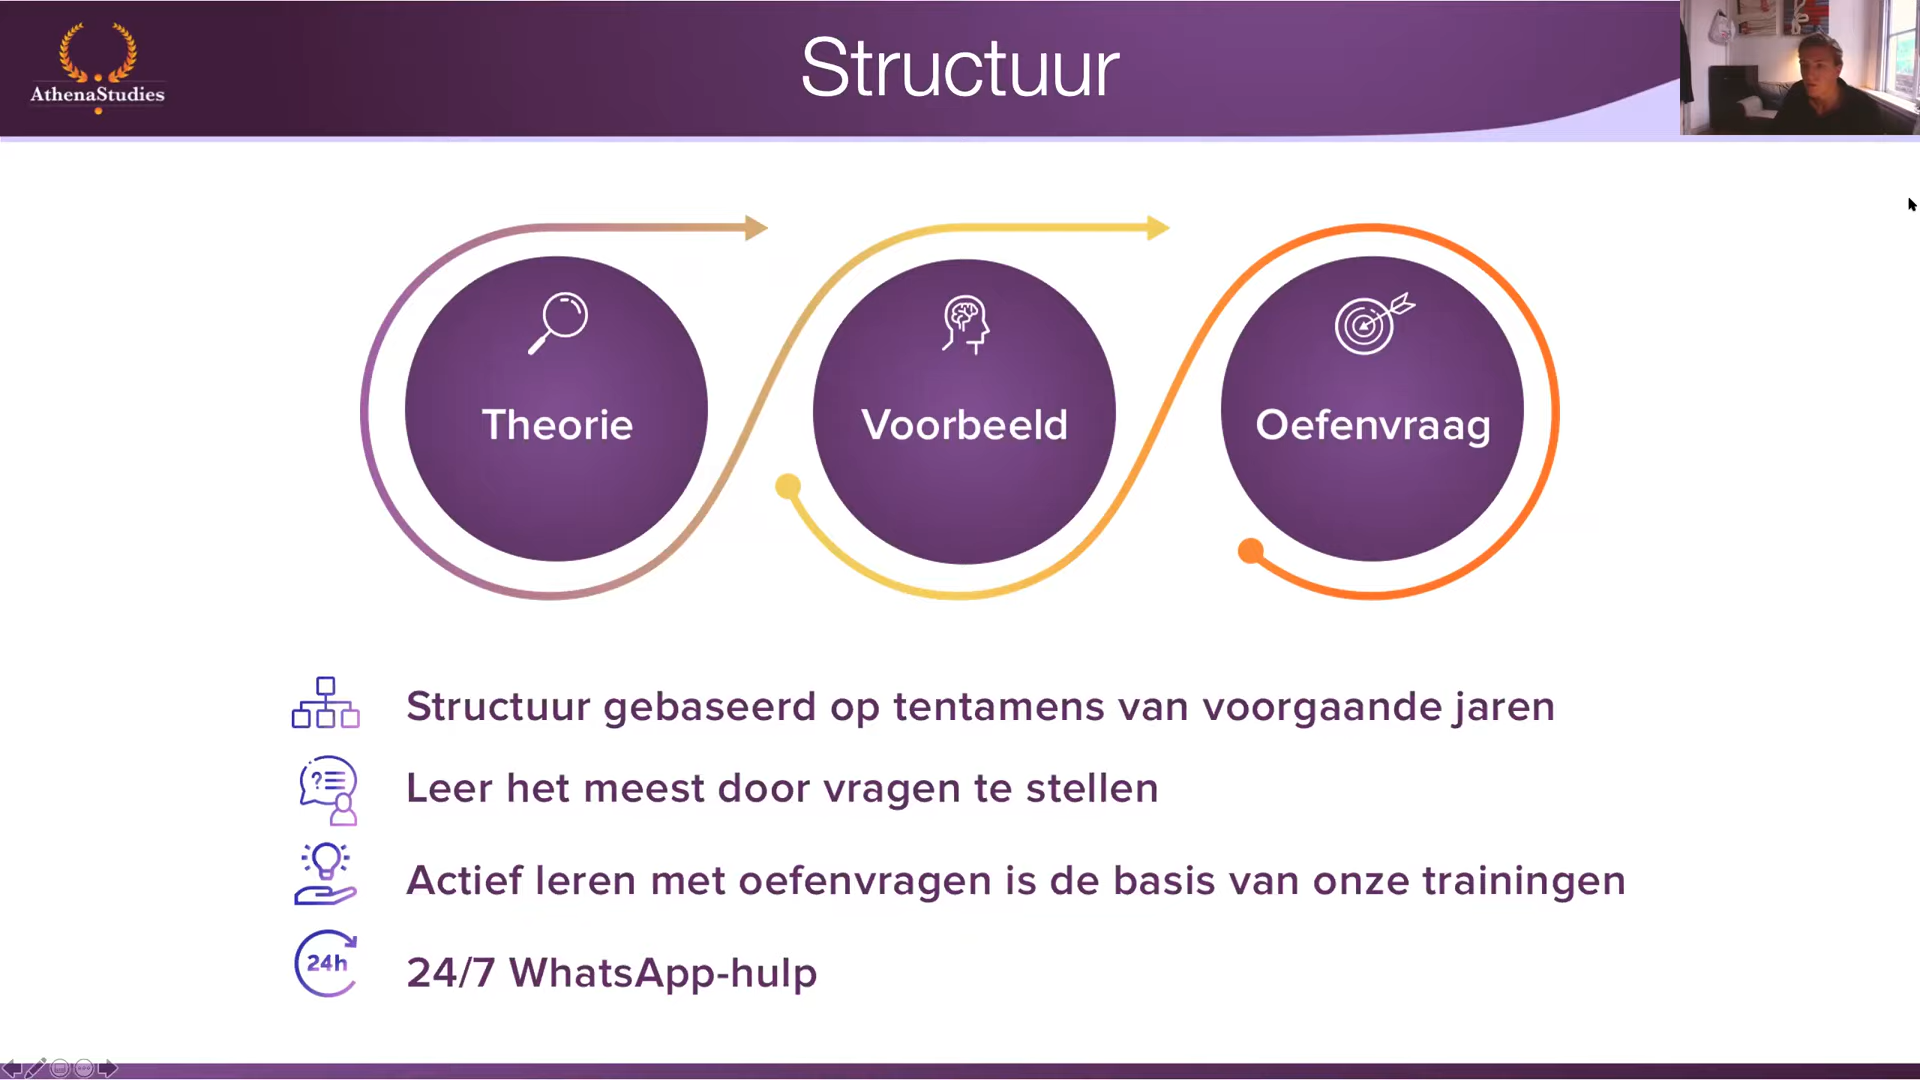 Structuur
AthenaStudies
Theorie
Voorbeeld
Oefenvraag
Structuur gebaseerd op tentamens van voorgaande jaren
?
Leer het meest door vragen te stellen
Actief leren met oefenvragen is de basis van onze trainingen
24h
24/7 WhatsApp-hulp